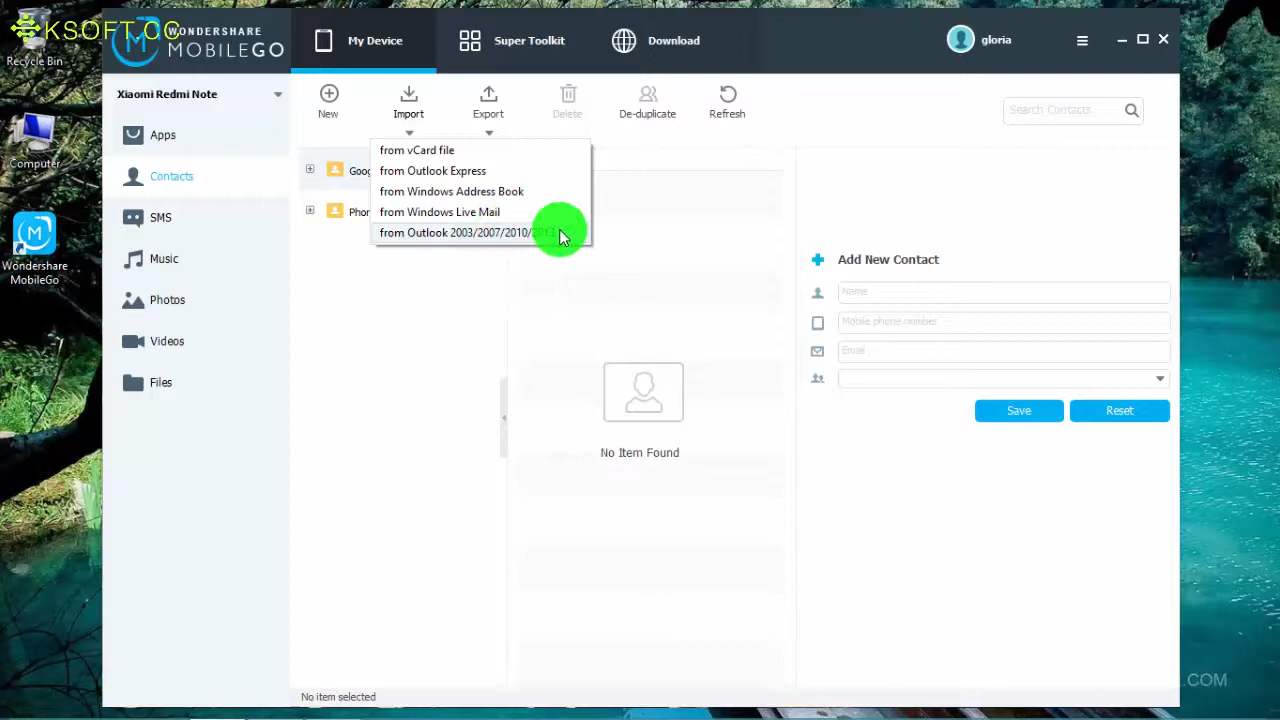 KSOFT.CC
Recycle Bin
Computer
Wondershare
MobileGo
WONDERSHARE
MOBILEGO
My Device
Super Toolkit
Download
gloria
Xiaomi Redmi Note
Apps
Contacts
SMS
Music
Photos
Videos
Files
New
Import
Export
Delete
De-duplicate
Refresh
Search Contacts
from vCard file
from Outlook Express
from Windows Address Book
from Windows Live Mail
from Outlook 2003/2007/2010/2013
Goog
Phon
No Item Found
Add New Contact
Name
Mobile phone number
Email
Save
Reset
No item selected
.COM